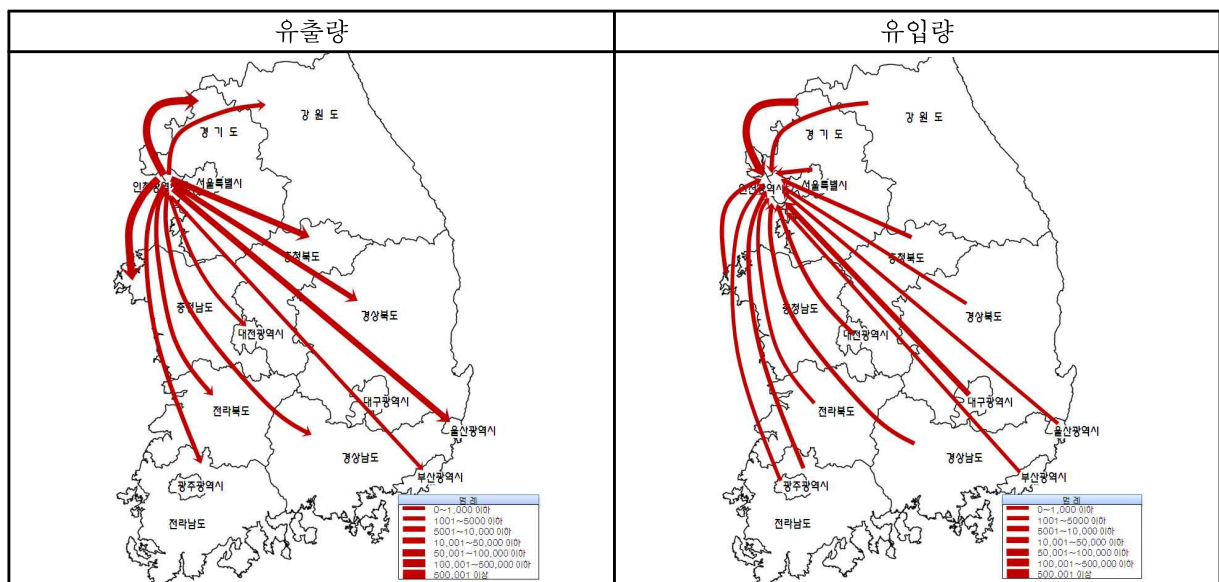 유출량
유입량
강 원 도
경 기 도
서울특별시
인천광역시
충청북도
충청남도
경상북도
대전광역시
대구광역시
전라북도
울산광역시
경상남도
부산광역시
광주광역시
전라남도
범 례
0~1,000 이하
1001~5000 이하
5001~10,000 이하
10,001~50,000 이하
50,001~100,000 이하
100,001~500,000 이하
500,001 이상
강 원 도
경 기 도
서울특별시
인천광역시
충청북도
충청남도
경상북도
대전광역시
대구광역시
전라북도
울산광역시
경상남도
부산광역시
광주광역시
전라남도
범 례
0~1,000 이하
1001~5000 이하
5001~10,000 이하
10,001~50,000 이하
50,001~100,000 이하
100,001~500,000 이하
500,001 이상